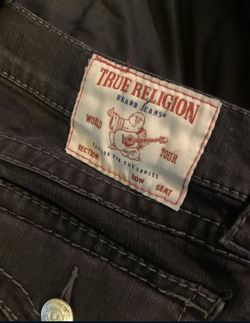 TRUE RELIGION
BRAND JEANS®
WORLD TOUR
SECTION ROW SEAT